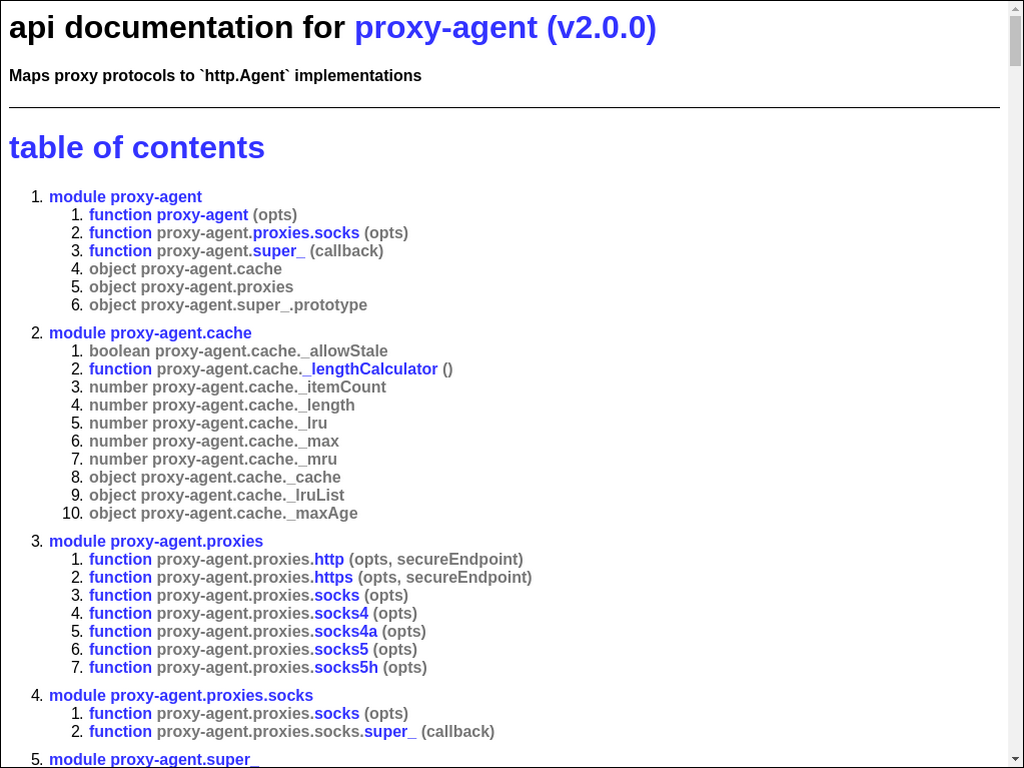 api documentation for proxy-agent (v2.0.0)
Maps proxy protocols to `http.Agent` implementations
table of contents
1. module proxy-agent
1. function proxy-agent (opts)
2. function proxy-agent.proxies.socks (opts)
3. function proxy-agent.super_ (callback)
4. object proxy-agent.cache
5. object proxy-agent.proxies
6. object proxy-agent.super_.prototype
2. module proxy-agent.cache
1. boolean proxy-agent.cache._allowStale
2. function proxy-agent.cache._lengthCalculator ()
3. number proxy-agent.cache._itemCount
4. number proxy-agent.cache._length
5. number proxy-agent.cache._lru
6. number proxy-agent.cache._max
7. number proxy-agent.cache._mru
8. object proxy-agent.cache._cache
9. object proxy-agent.cache._lruList
10. object proxy-agent.cache._maxAge
3. module proxy-agent.proxies
1. function proxy-agent.proxies.http (opts, secureEndpoint)
2. function proxy-agent.proxies.https (opts, secureEndpoint)
3. function proxy-agent.proxies.socks (opts)
4. function proxy-agent.proxies.socks4 (opts)
5. function proxy-agent.proxies.socks4a (opts)
6. function proxy-agent.proxies.socks5 (opts)
7. function proxy-agent.proxies.socks5h (opts)
4. module proxy-agent.proxies.socks
1. function proxy-agent.proxies.socks (opts)
2. function proxy-agent.proxies.socks.super_ (callback)
5. module proxy-agent.super_